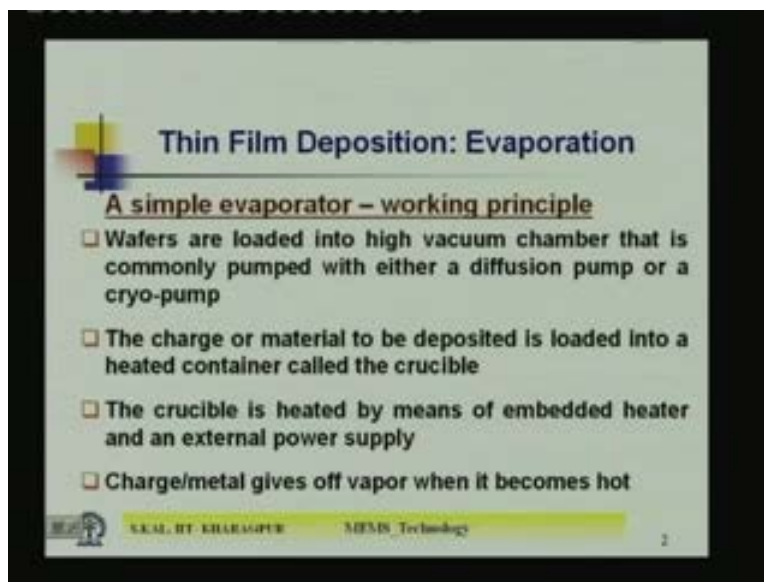 Thin Film Deposition: Evaporation
A simple evaporator – working principle
Wafers are loaded into high vacuum chamber that is
commonly pumped with either a diffusion pump or a
cryo-pump
The charge or material to be deposited is loaded into a
heated container called the crucible
The crucible is heated by means of embedded heater
and an external power supply
Charge/metal gives off vapor when it becomes hot
S.KAL, IIT- KHARAGPUR MEMS_Technology
2